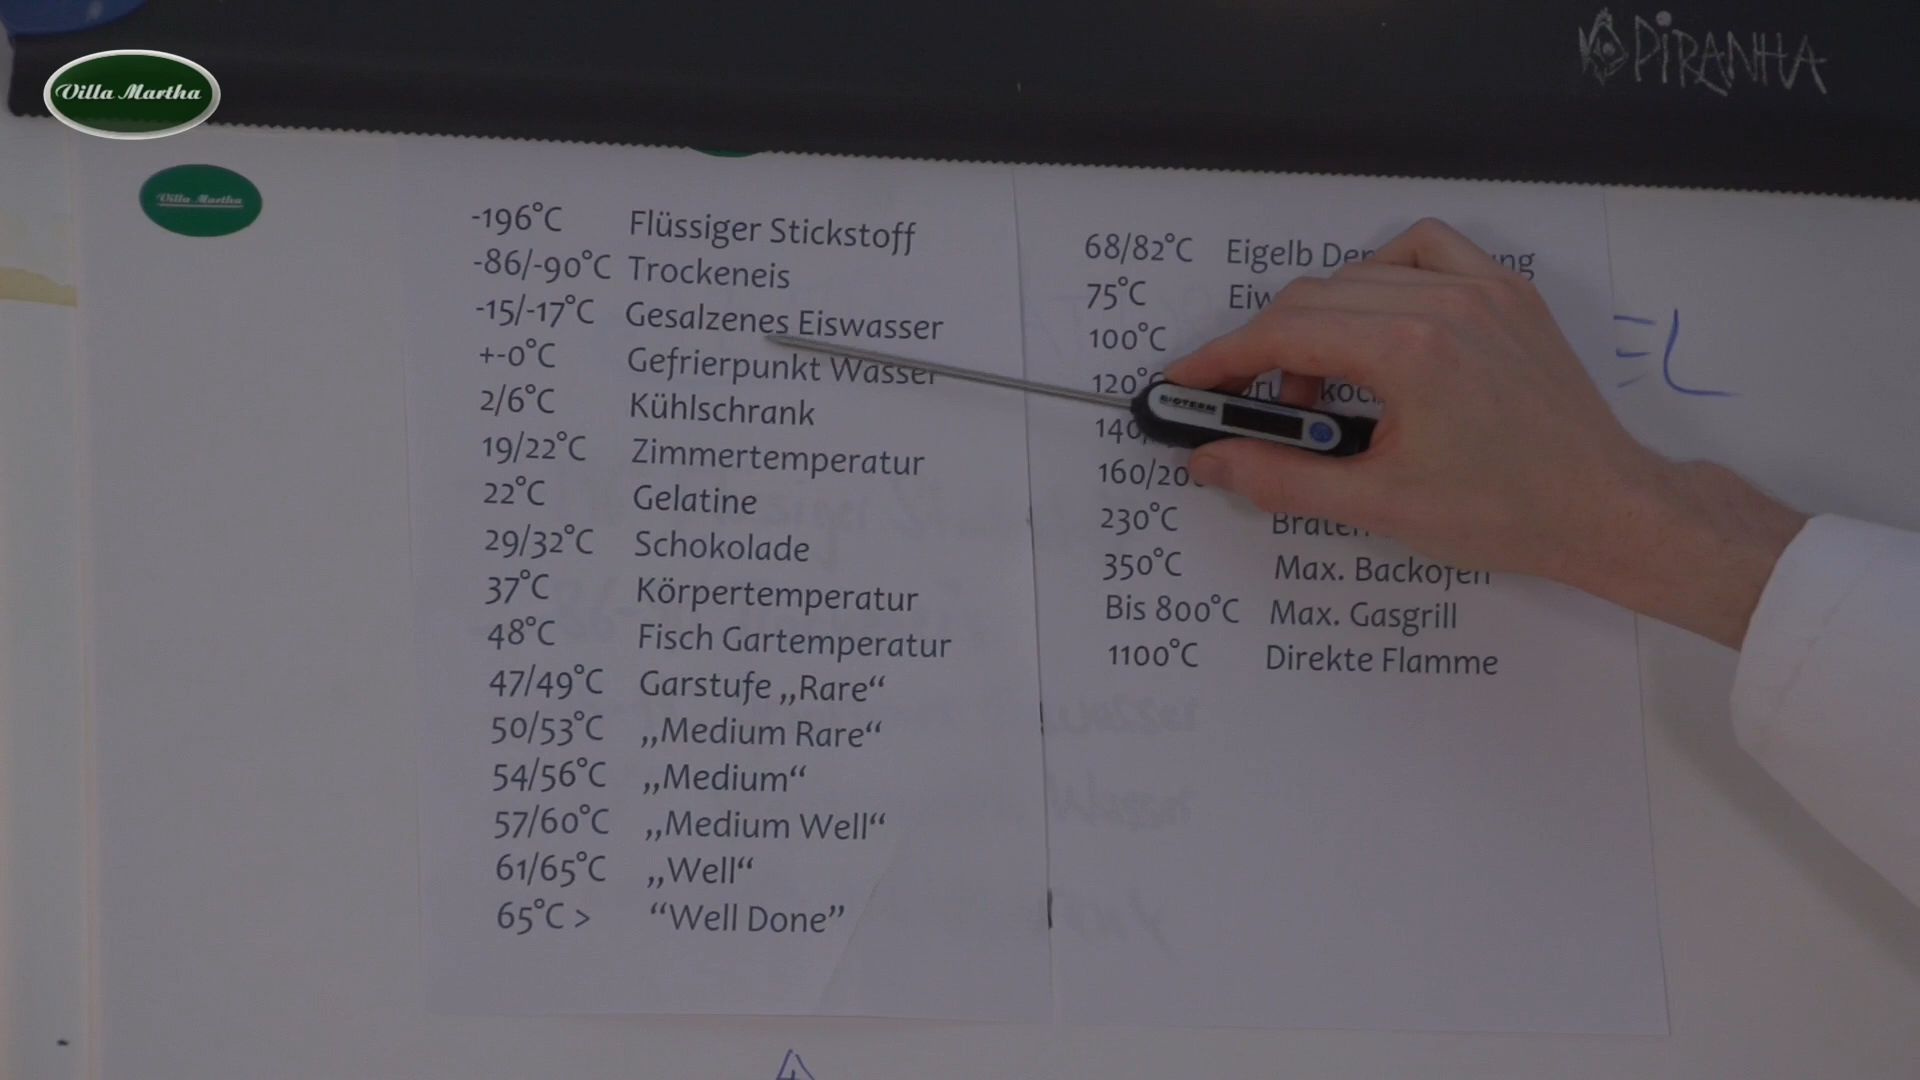 Villa Martha
PIRANHA
Villa Martha
-196°C Flüssiger Stickstoff
-86/-90°C Trockeneis
-15/-17°C Gesalzenes Eiswasser
+-0°C Gefrierpunkt Wasser
2/6°C Kühlschrank
19/22°C Zimmertemperatur
22°C Gelatine
29/32°C Schokolade
37°C Körpertemperatur
48°C Fisch Gartemperatur
47/49°C Garstufe „Rare“
50/53°C „Medium Rare“
54/56°C „Medium“
57/60°C „Medium Well“
61/65°C „Well“
65°C > “Well Done”
68/82°C Eigelb
75°C
100°C
120°C
230°C
350°C Max. Backofen
Bis 800°C Max. Gasgrill
1100°C Direkte Flamme
BIOTERM